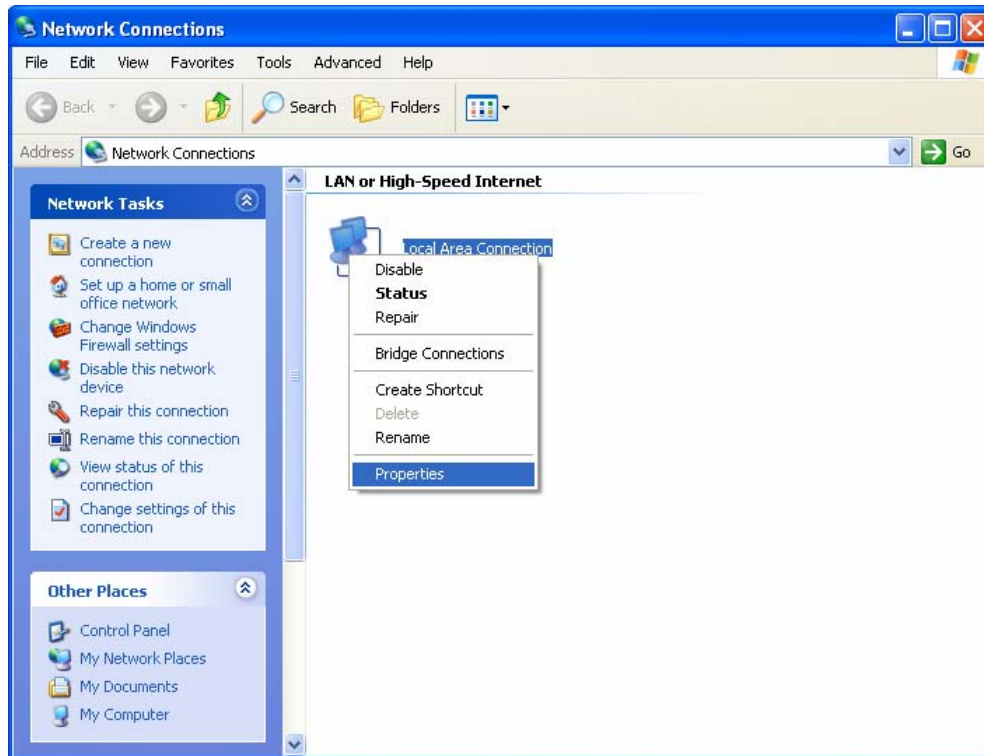 Network Connections
File Edit View Favorites Tools Advanced Help
Back Search Folders
Address Network Connections Go
Network Tasks
Create a new
connection
Set up a home or small
office network
Change Windows
Firewall settings
Disable this network
device
Repair this connection
Rename this connection
View status of this
connection
Change settings of this
connection
Other Places
Control Panel
My Network Places
My Documents
My Computer
LAN or High-Speed Internet
Local Area Connection
Disable
Status
Repair
Bridge Connections
Create Shortcut
Delete
Rename
Properties